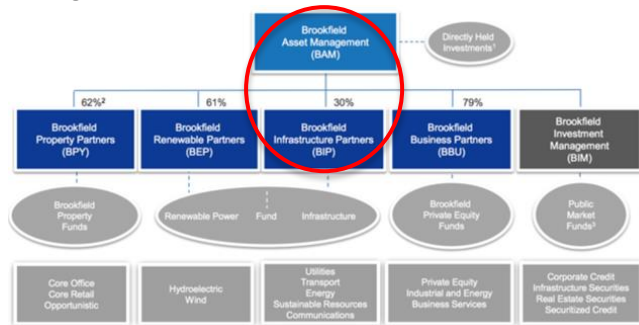 Brookfield
Asset Management
(BAM)
Directly Held
Investments¹
62%²
61%
30%
79%
Brookfield
Property Partners
(BPY)
Brookfield
Renewable Partners
(BEP)
Brookfield
Infrastructure Partners
(BIP)
Brookfield
Business Partners
(BBU)
Brookfield
Investment
Management
(BIM)
Brookfield
Property
Funds
Renewable Power Fund Infrastructure
Brookfield
Private Equity
Funds
Public
Market
Funds³
Core Office
Core Retail
Opportunistic
Hydroelectric
Wind
Utilities
Transport
Energy
Sustainable Resources
Communications
Private Equity
Industrial and Energy
Business Services
Corporate Credit
Infrastructure Securities
Real Estate Securities
Securitized Credit